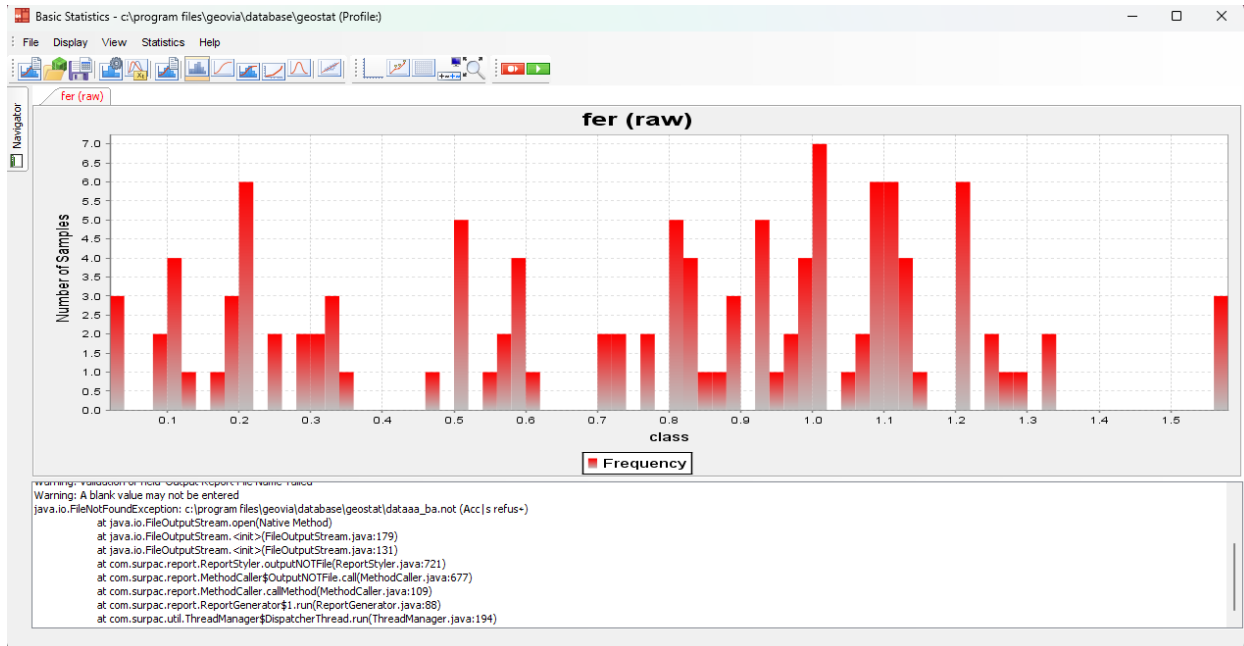 Basic Statistics - c:\program files\geovia\database\geostat (Profile:)
File Display View Statistics Help
fer (raw)
Navigator
fer (raw)
Number of Samples
7.0
6.5
6.0
5.5
5.0
4.5
4.0
3.5
3.0
2.5
2.0
1.5
1.0
0.5
0.0
0.1 0.2 0.3 0.4 0.5 0.6 0.7 0.8 0.9 1.0 1.1 1.2 1.3 1.4 1.5
class
Frequency
Warning: Validation of field 'Output Report File Name' failed
Warning: A blank value may not be entered
java.io.FileNotFoundException: c:\program files\geovia\database\geostat\dataaa_ba.not (Acc|s refus+)
at java.io.FileOutputStream.open(Native Method)
at java.io.FileOutputStream.<init>(FileOutputStream.java:179)
at java.io.FileOutputStream.<init>(FileOutputStream.java:131)
at com.surpac.report.ReportStyler.outputNOTFile(ReportStyler.java:721)
at com.surpac.report.MethodCaller$OutputNOTFile.call(MethodCaller.java:677)
at com.surpac.report.MethodCaller.callMethod(MethodCaller.java:109)
at com.surpac.report.ReportGenerator$1.run(ReportGenerator.java:88)
at com.surpac.util.ThreadManager$DispatcherThread.run(ThreadManager.java:194)